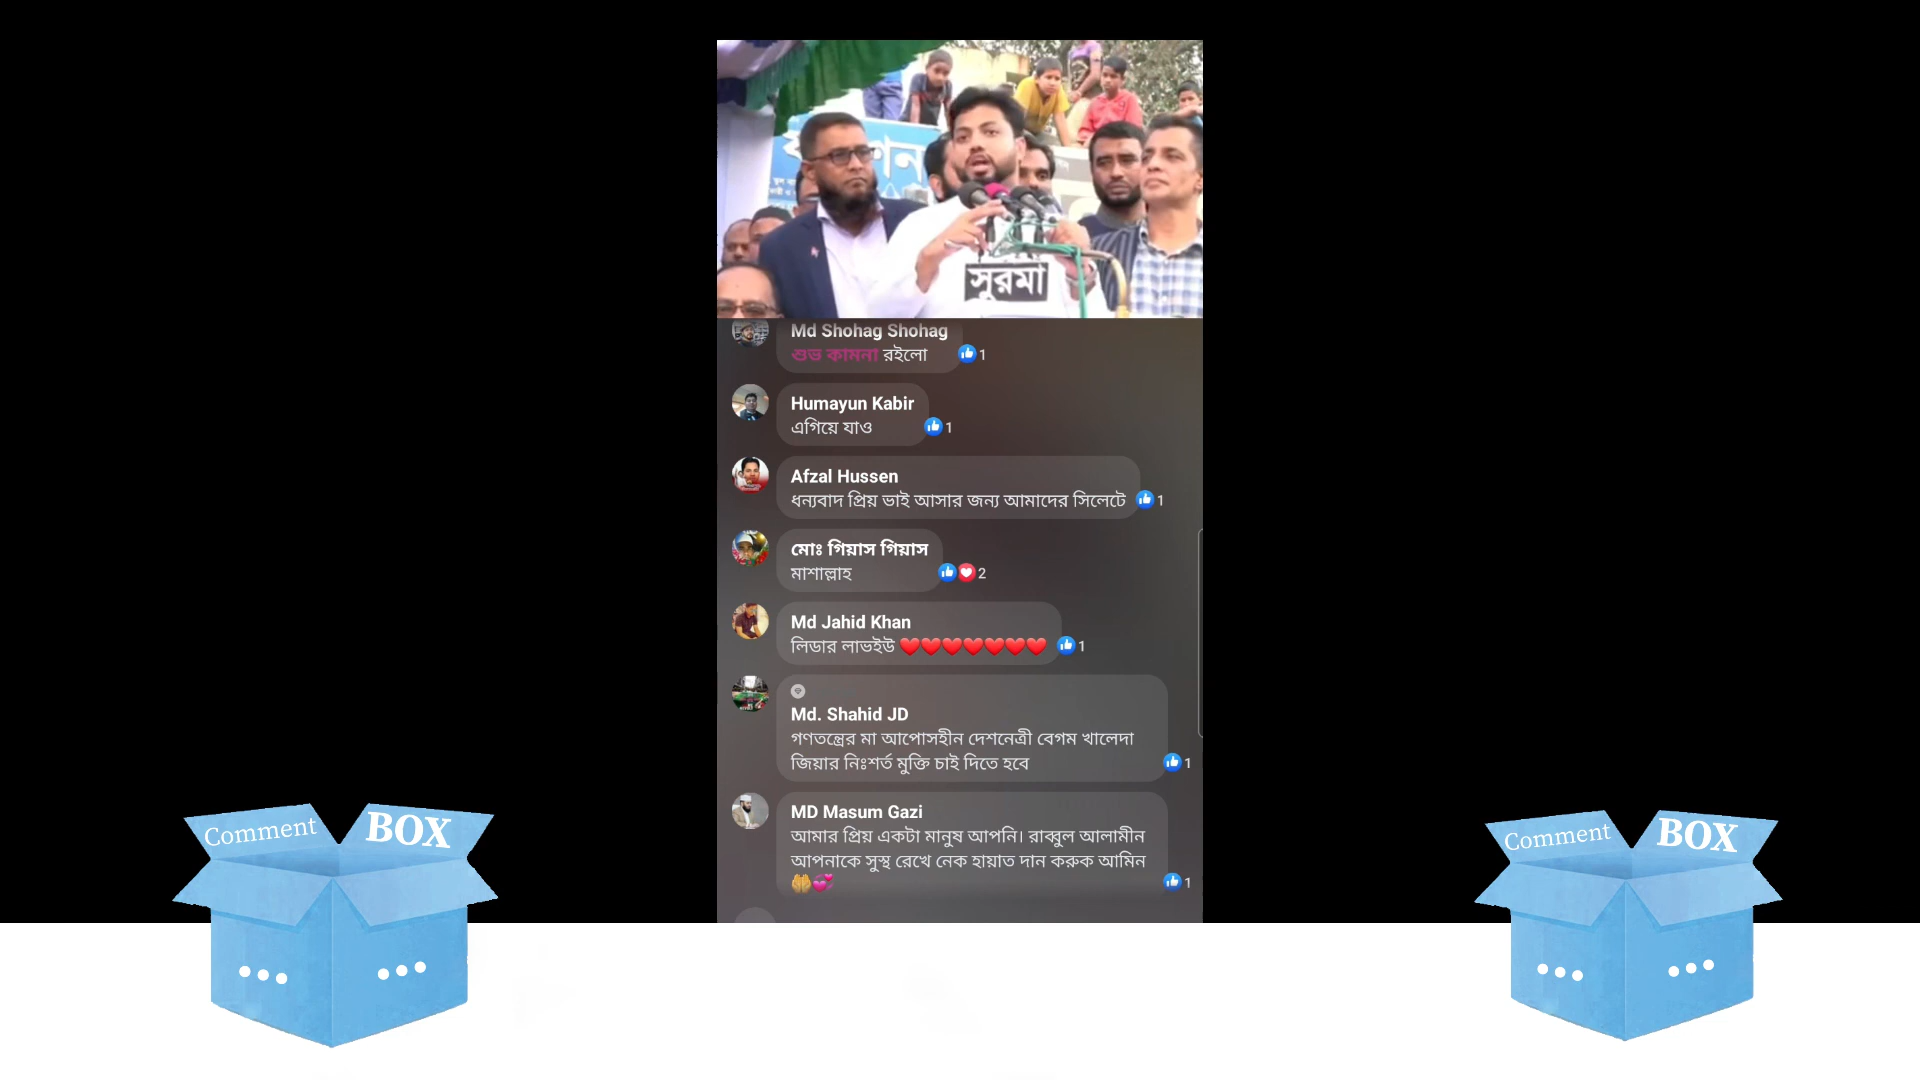 সুরমা
Md Shohag Shohag
শুভ কামনা রইলো
1
Humayun Kabir
এগিয়ে যাও
1
Afzal Hussen
ধন্যবাদ প্রিয় ভাই আসার জন্য আমাদের সিলেটে
1
মোঃ গিয়াস গিয়াস
মাশাল্লাহ
2
Md Jahid Khan
লিডার লাভইউ ❤️❤️❤️❤️❤️❤️❤️
1
Md. Shahid JD
গণতন্ত্রের মা আপোসহীন দেশনেত্রী বেগম খালেদা
জিয়ার নিঃশর্ত মুক্তি চাই দিতে হবে
1
MD Masum Gazi
আমার প্রিয় একটা মানুষ আপনি। রাব্বুল আলামীন
আপনাকে সুস্থ রেখে নেক হায়াত দান করুক আমিন
🤲💞
1
Comment BOX
Comment BOX